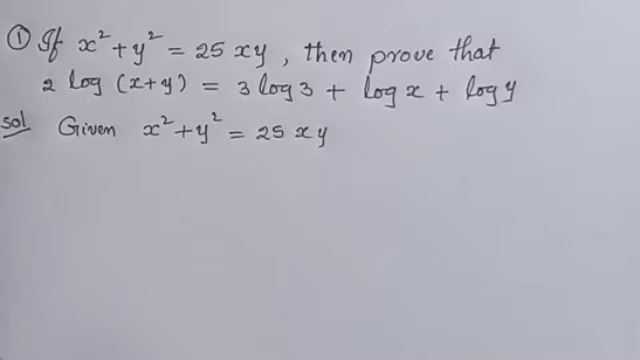 ① If x² + y² = 25 xy, then prove that
2 log (x+y) = 3 log 3 + log x + log y
Sol Given x² + y² = 25 xy